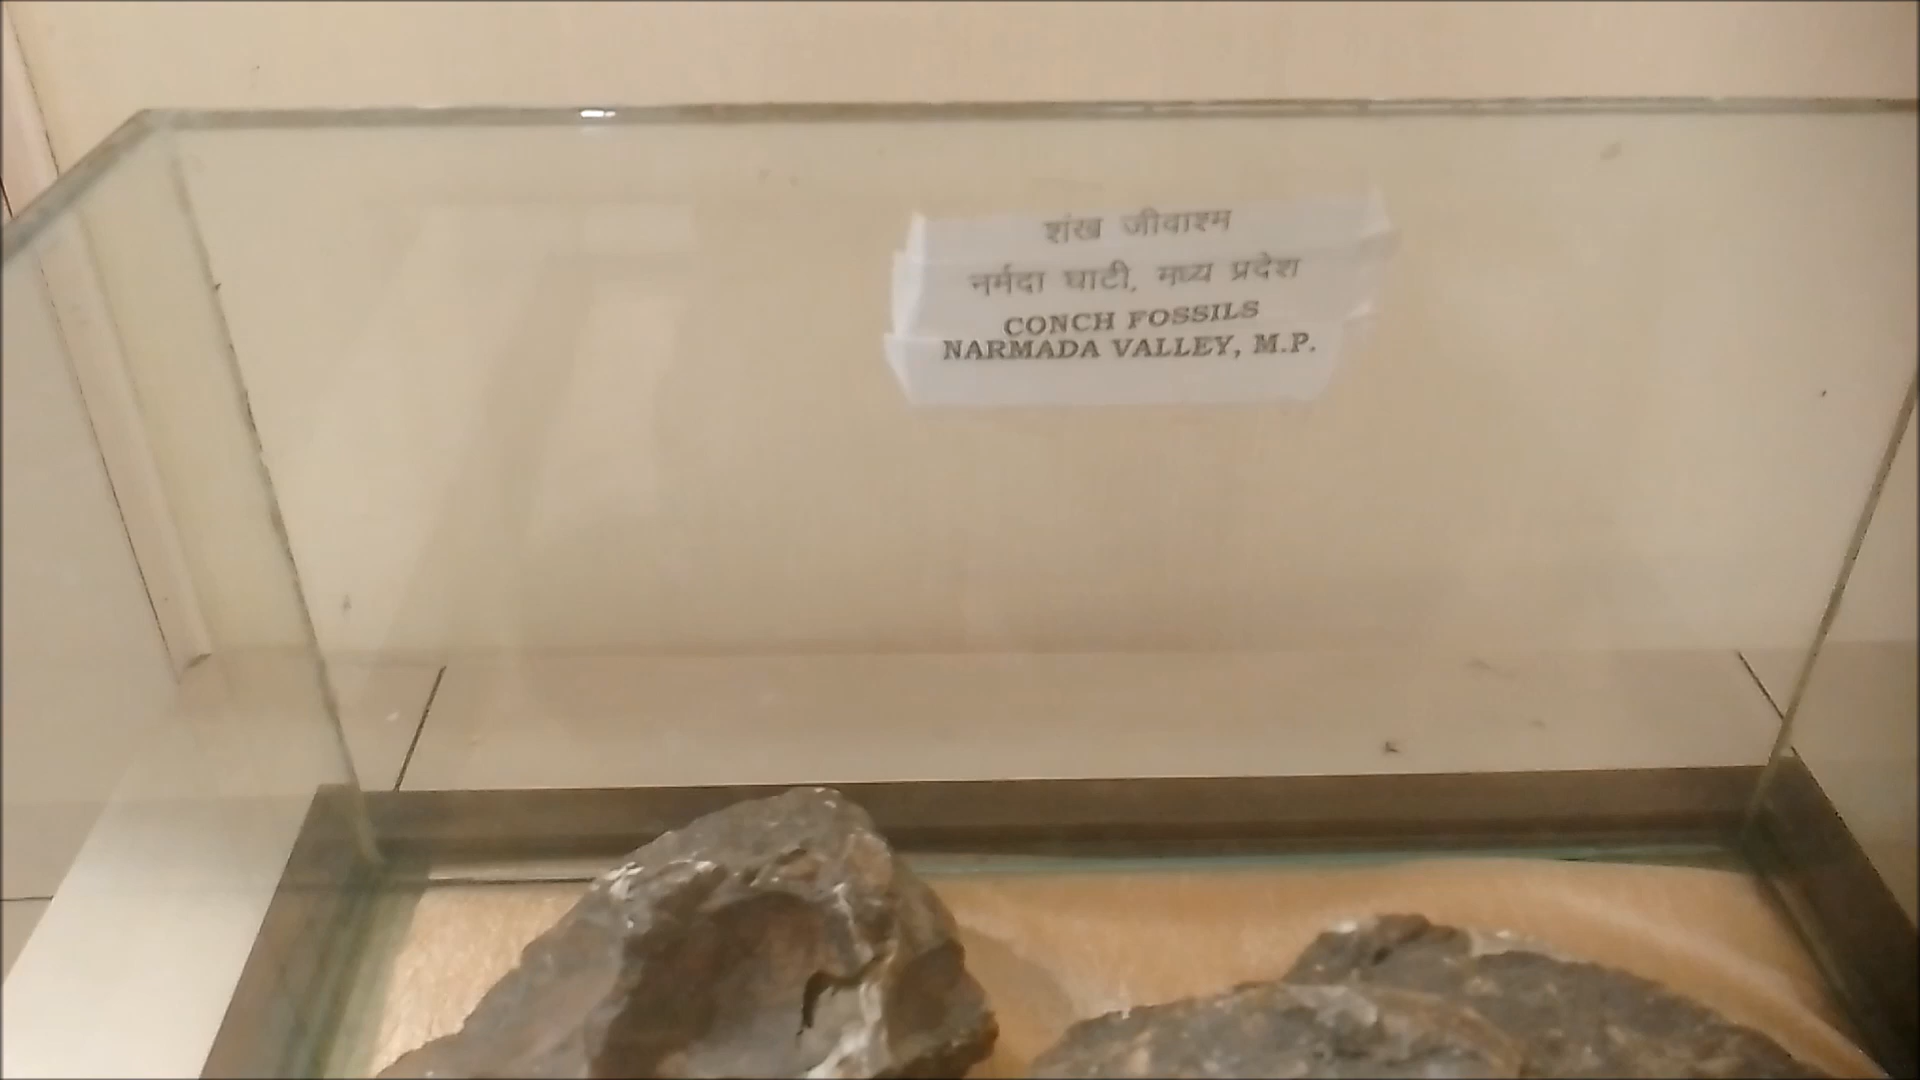 शंख जीवाश्म
नर्मदा घाटी, मध्य प्रदेश
CONCH FOSSILS
NARMADA VALLEY, M.P.